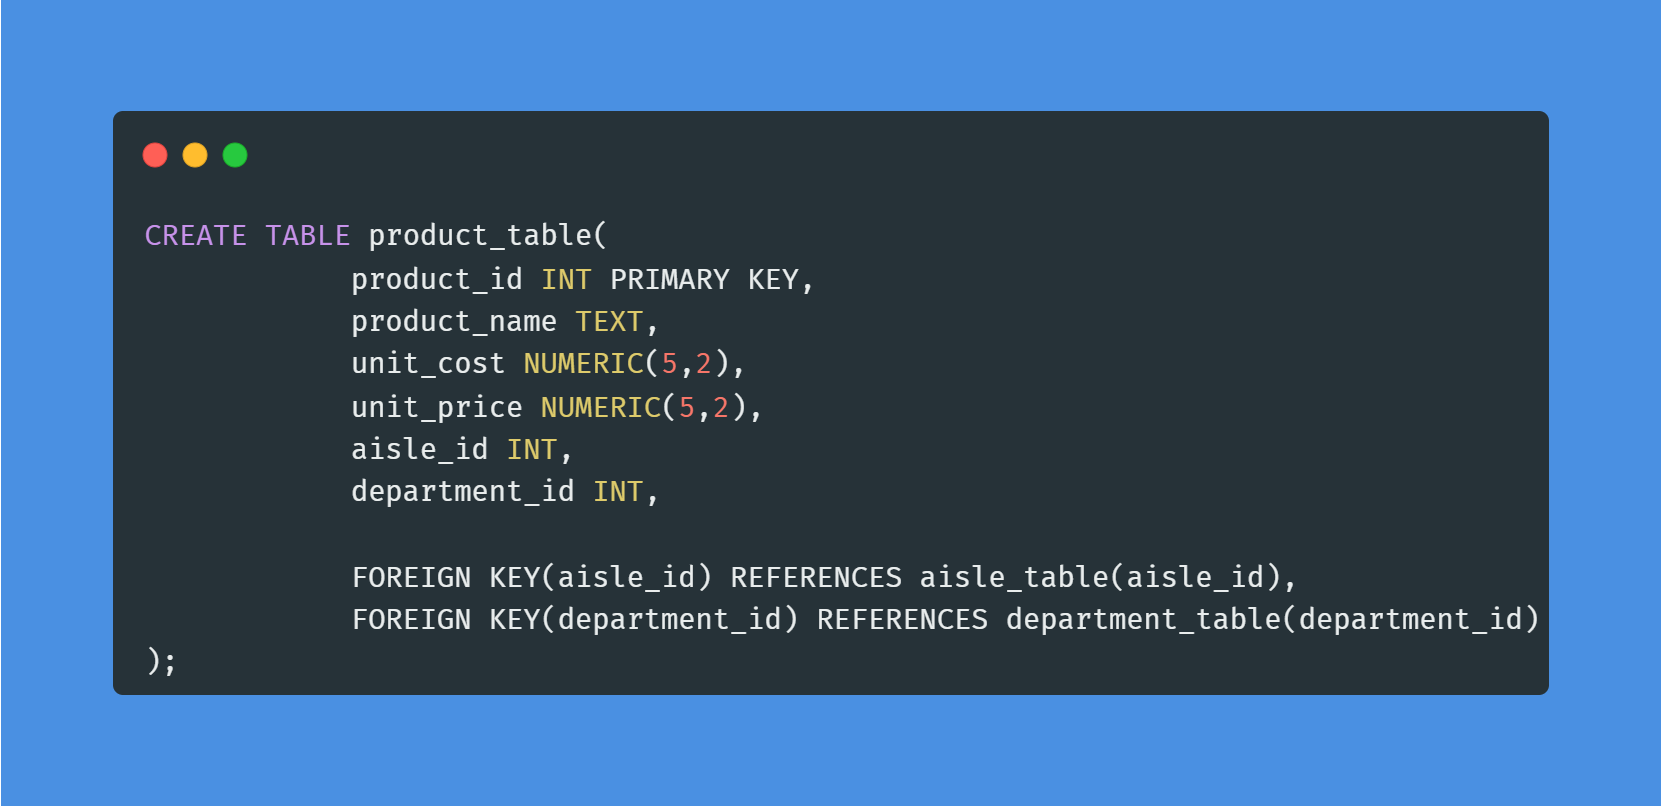 CREATE TABLE product_table(
            product_id INT PRIMARY KEY,
            product_name TEXT,
            unit_cost NUMERIC(5,2),
            unit_price NUMERIC(5,2),
            aisle_id INT,
            department_id INT,

            FOREIGN KEY(aisle_id) REFERENCES aisle_table(aisle_id),
            FOREIGN KEY(department_id) REFERENCES department_table(department_id)
);